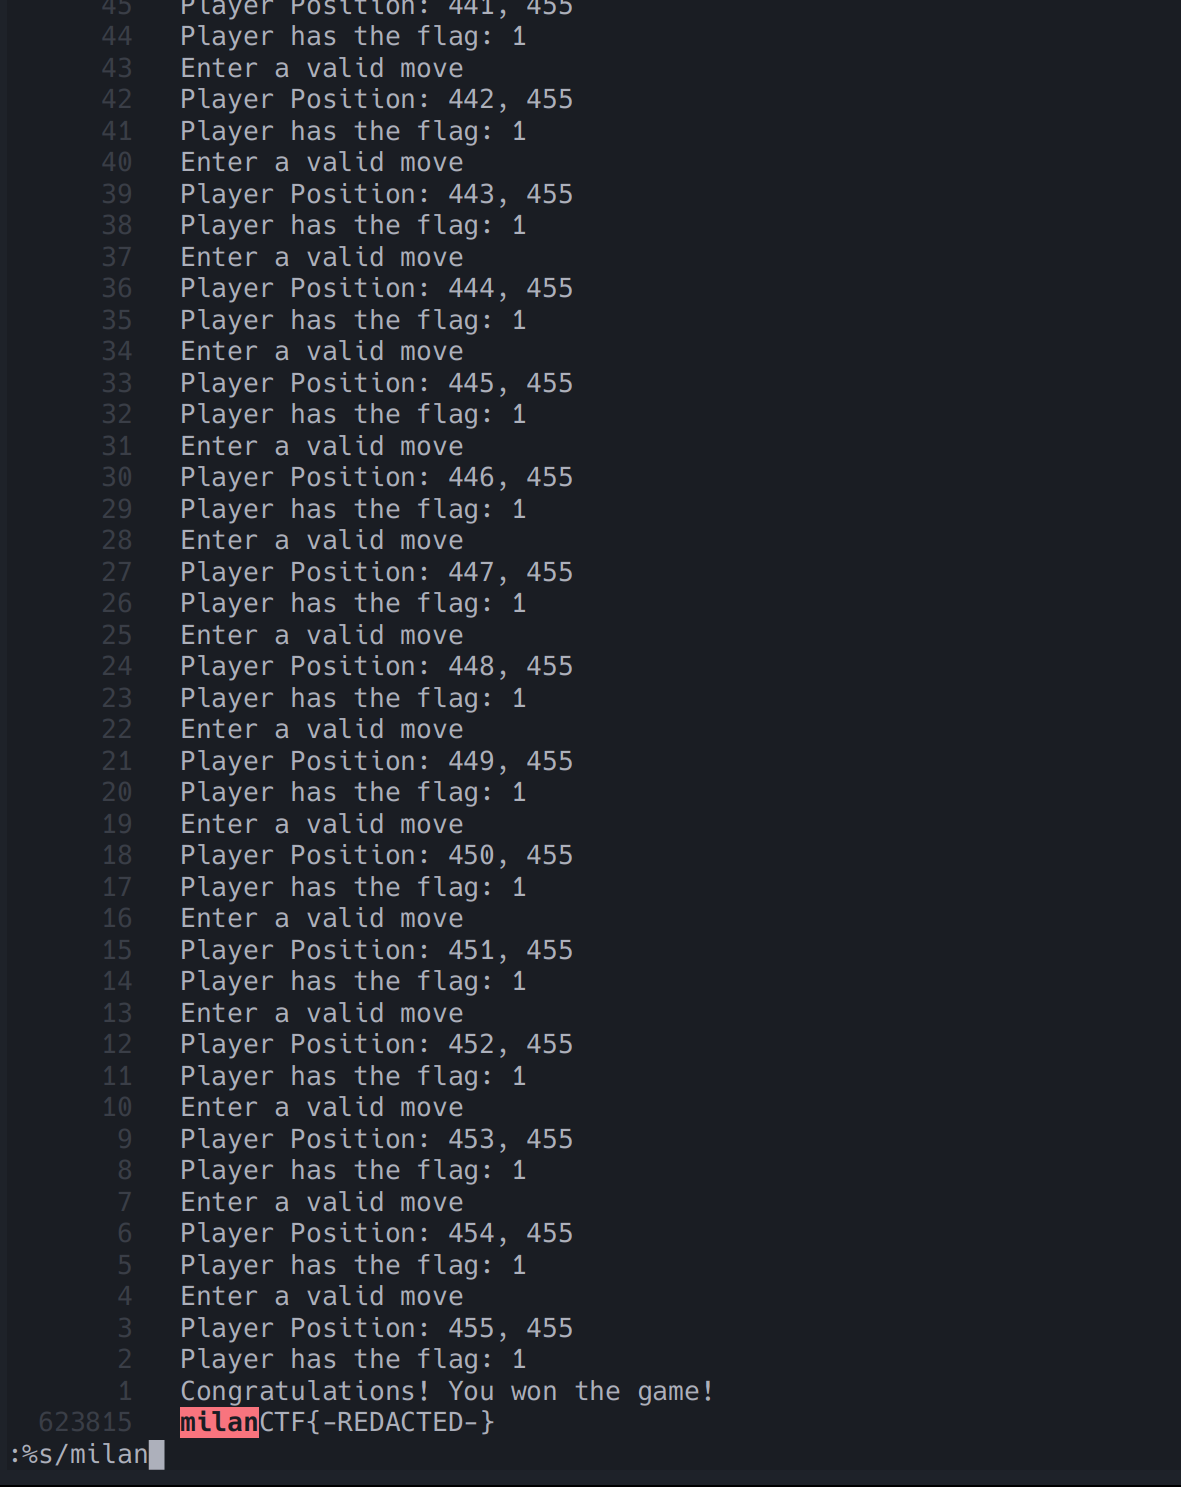 45 Player Position: 441, 455
44 Player has the flag: 1
43 Enter a valid move
42 Player Position: 442, 455
41 Player has the flag: 1
40 Enter a valid move
39 Player Position: 443, 455
38 Player has the flag: 1
37 Enter a valid move
36 Player Position: 444, 455
35 Player has the flag: 1
34 Enter a valid move
33 Player Position: 445, 455
32 Player has the flag: 1
31 Enter a valid move
30 Player Position: 446, 455
29 Player has the flag: 1
28 Enter a valid move
27 Player Position: 447, 455
26 Player has the flag: 1
25 Enter a valid move
24 Player Position: 448, 455
23 Player has the flag: 1
22 Enter a valid move
21 Player Position: 449, 455
20 Player has the flag: 1
19 Enter a valid move
18 Player Position: 450, 455
17 Player has the flag: 1
16 Enter a valid move
15 Player Position: 451, 455
14 Player has the flag: 1
13 Enter a valid move
12 Player Position: 452, 455
11 Player has the flag: 1
10 Enter a valid move
9 Player Position: 453, 455
8 Player has the flag: 1
7 Enter a valid move
6 Player Position: 454, 455
5 Player has the flag: 1
4 Enter a valid move
3 Player Position: 455, 455
2 Player has the flag: 1
1 Congratulations! You won the game!
623815 milanCTF{-REDACTED-}
:%s/milan